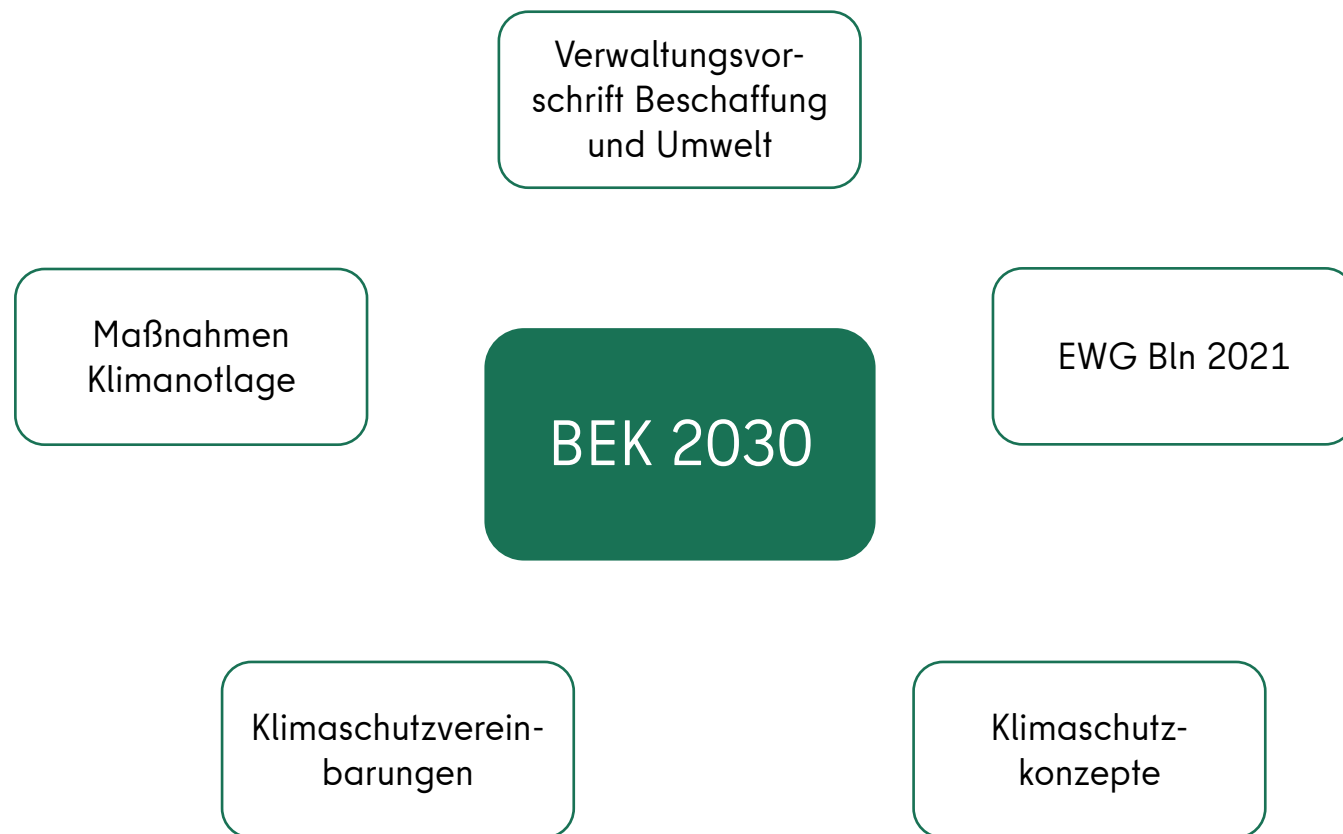 Verwaltungsvor-
schrift Beschaffung
und Umwelt
Maßnahmen
Klimanotlage
EWG Bln 2021
BEK 2030
Klimaschutzverein-
barungen
Klimaschutz-
konzepte